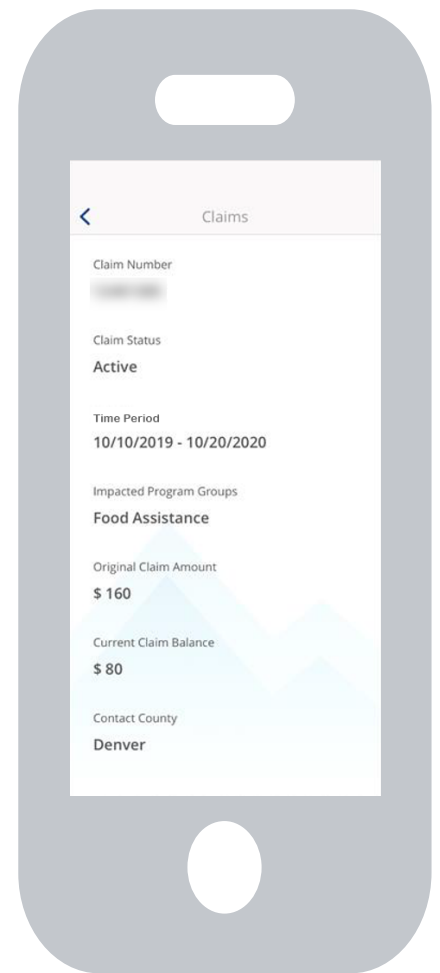 Claims
Claim Number
Claim Status
Active
Time Period
10/10/2019 - 10/20/2020
Impacted Program Groups
Food Assistance
Original Claim Amount
$ 160
Current Claim Balance
$ 80
Contact County
Denver